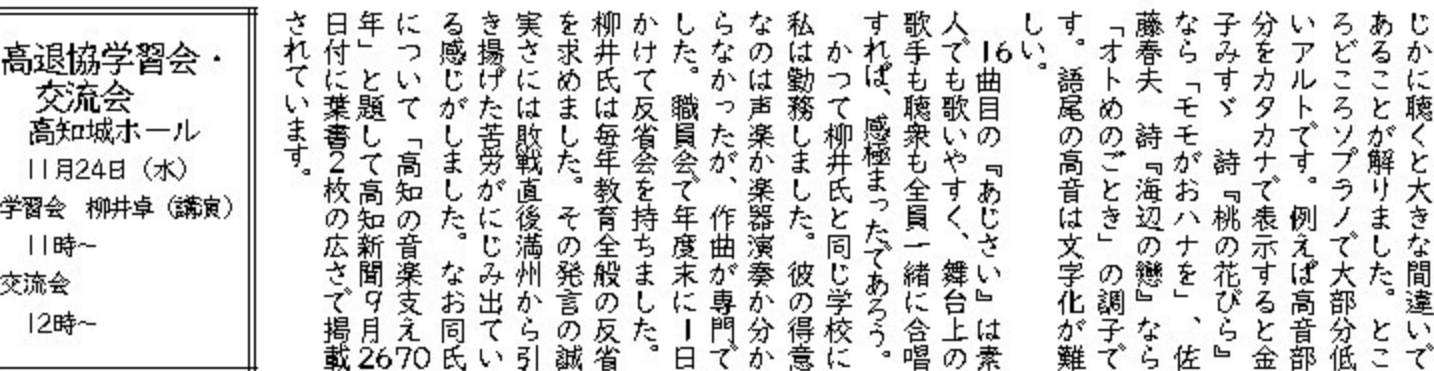 じかに聴くと大きな間違いで
あることが解りました。とこ
ろどころソプラノで大部分低
いアルトです。例えば高音部
分をカタカナで表示すると金
子みすゞ　詩『桃の花びら』
なら「モモがおハナを」、佐
藤春夫　詩『海辺の戀』なら
「オトめのごとき」の調子で
す。語尾の高音は文字化が難
しい。
16曲目の『あじさい』は素
人でも歌いやすく、舞台上の
歌手も聴衆も全員一緒に合唱
すれば、感極まったであろう。
かつて柳井氏と同じ学校に
私は勤務しました。彼の得意
なのは声楽か楽器演奏か分か
らなかったが、作曲が専門で
した。職員会で年度末に1日
かけて反省会を持ちました。
柳井氏は毎年教育全般の反省
を求めました。その発言の誠
実さには敗戦直後満州から引
き揚げた苦労がにじみ出てい
る感じがしました。なお同氏
について「高知の音楽支え70
年」と題して高知新聞9月26
日付に葉書2枚の広さで掲載
されています。
高退協学習会・
交流会
高知城ホール
11月24日（水）
学習会　柳井卓（講演）
11時～
交流会
12時～